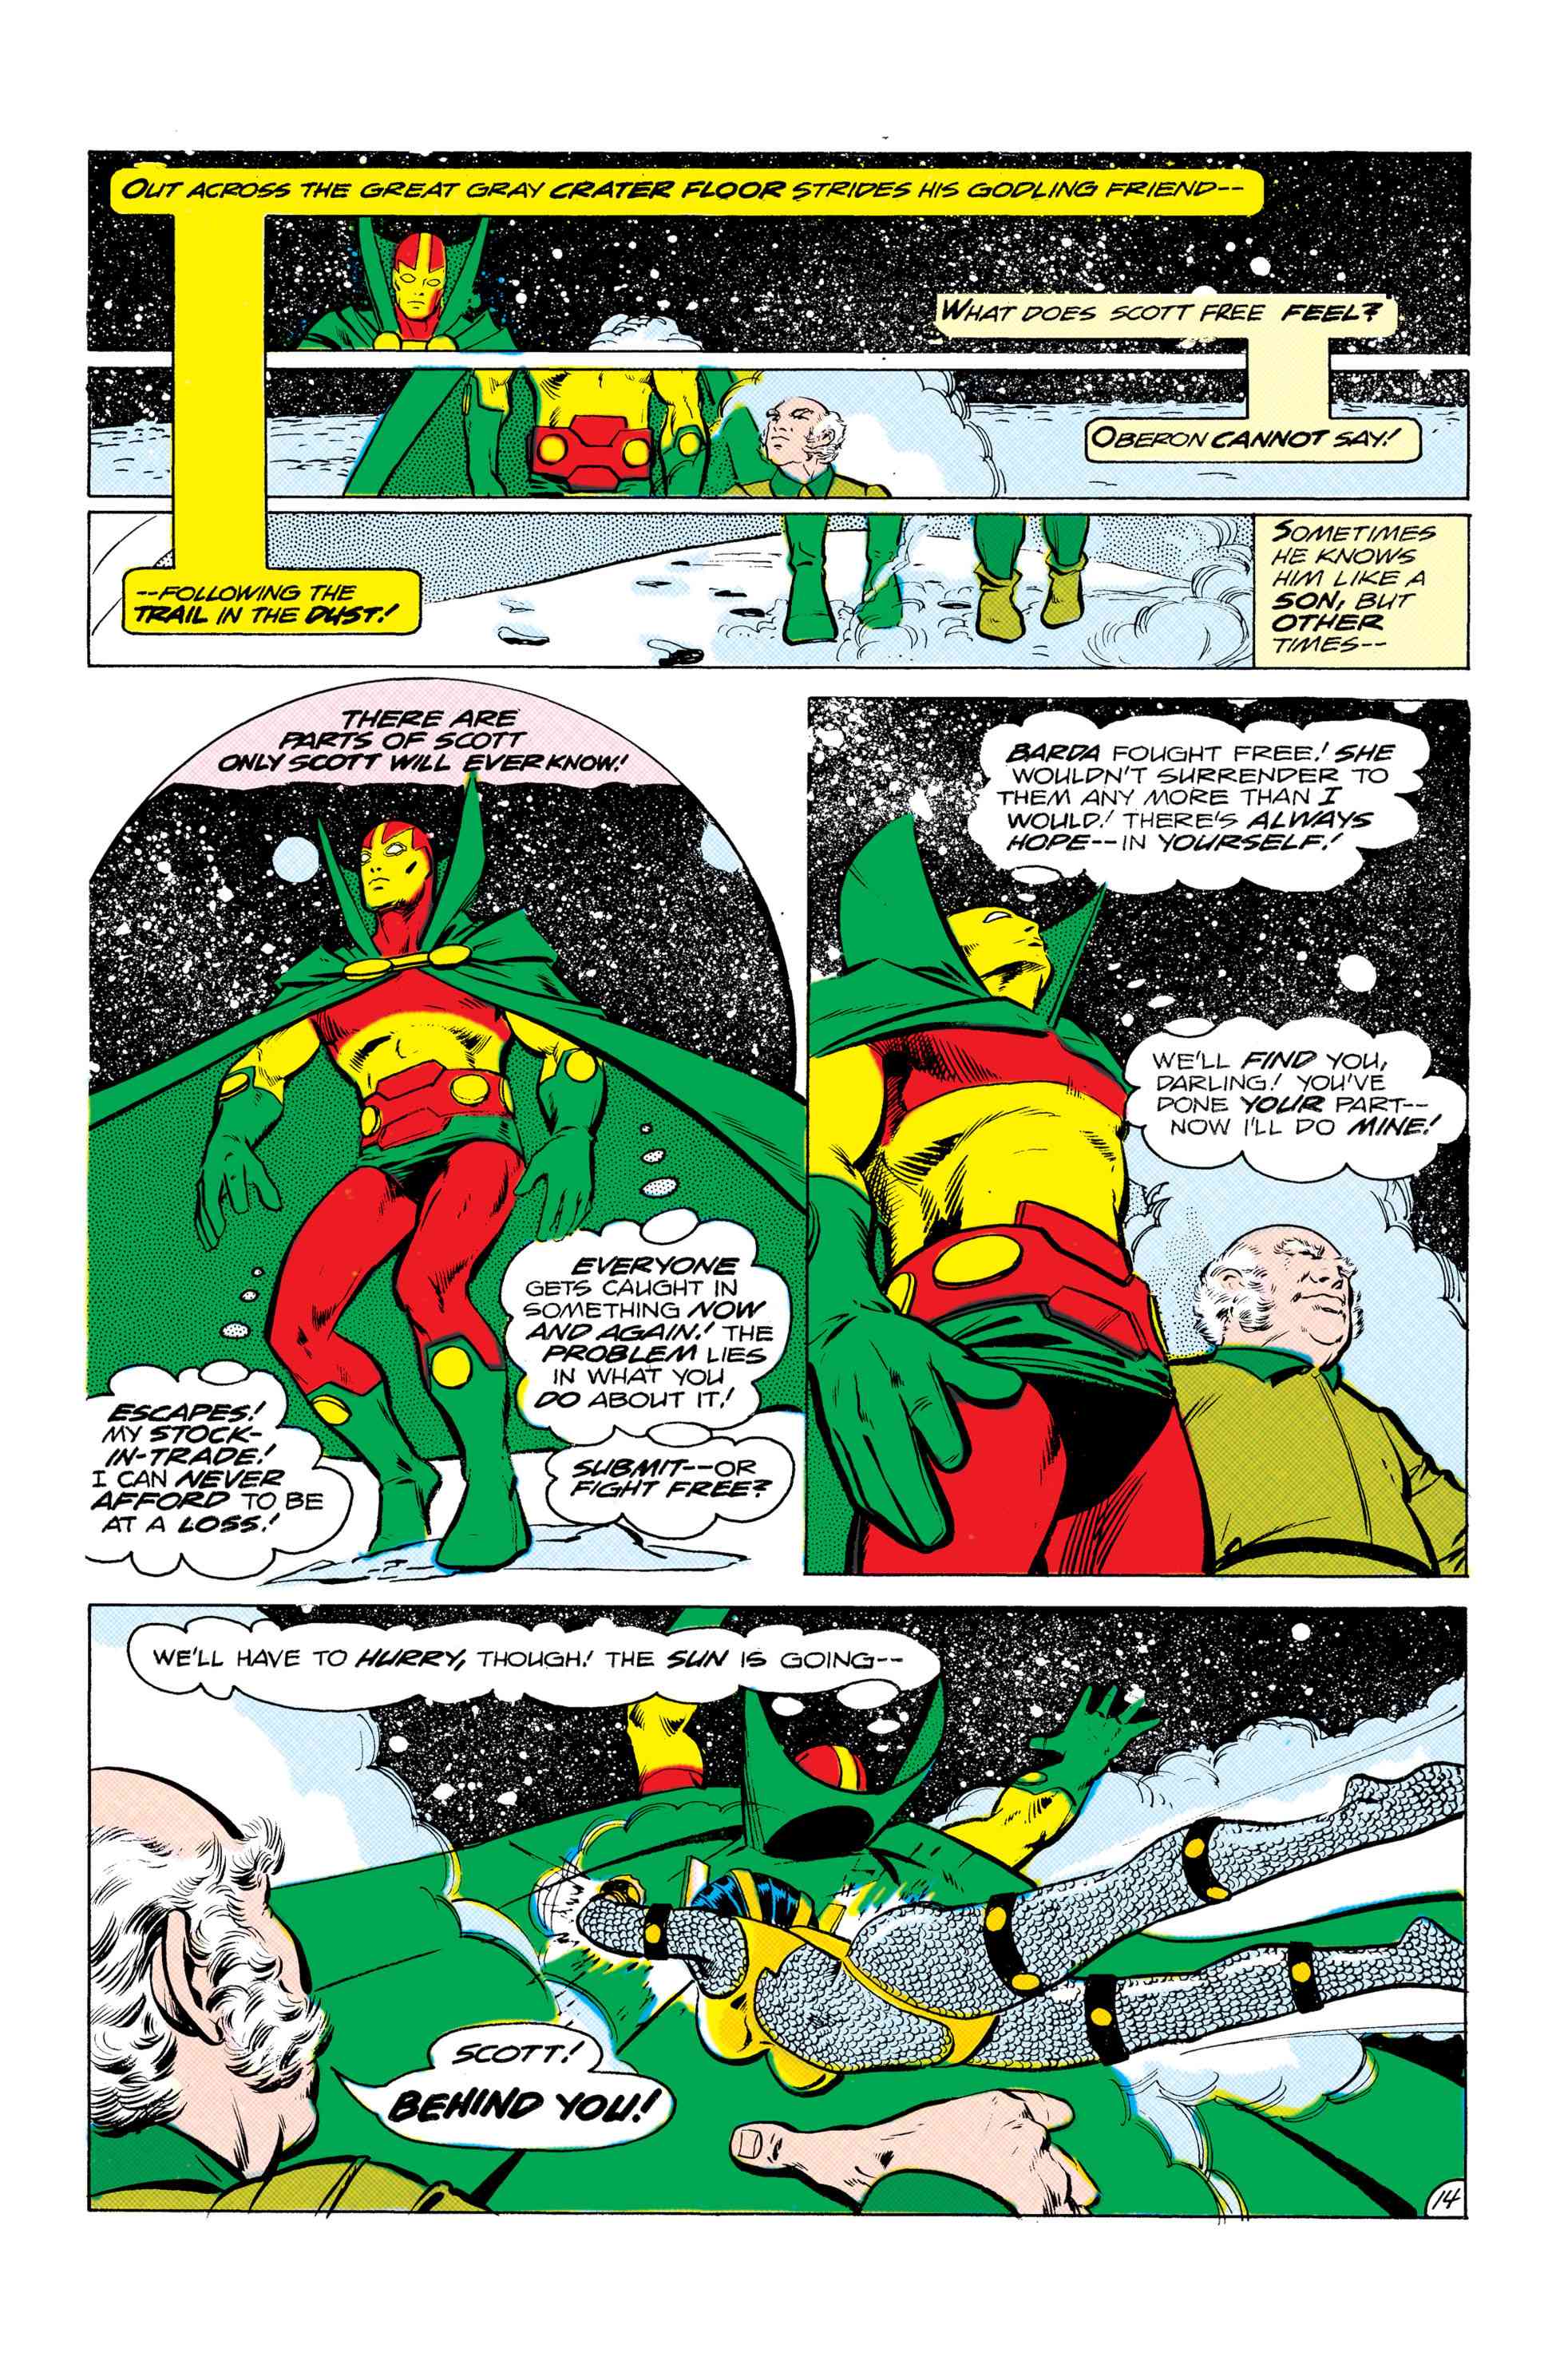 OUT ACROSS THE GREAT GRAY CRATER FLOOR STRIDES HIS GODLING FRIEND--
--FOLLOWING THE
TRAIL IN THE DUST!
WHAT DOES SCOTT FREE FEEL?
OBERON CANNOT SAY!
SOMETIMES
HE KNOWS
HIM LIKE A
SON, BUT
OTHER
TIMES--
THERE ARE
PARTS OF SCOTT
ONLY SCOTT WILL EVER KNOW!
ESCAPES!
MY STOCK-
IN-TRADE!
I CAN NEVER
AFFORD TO BE
AT A LOSS!
EVERYONE
GETS CAUGHT IN
SOMETHING NOW
AND AGAIN! THE
PROBLEM LIES
IN WHAT YOU
DO ABOUT IT!
SUBMIT--OR
FIGHT FREE?
BARDA FOUGHT FREE! SHE
WOULDN'T SURRENDER TO
THEM ANY MORE THAN I
WOULD! THERE'S ALWAYS
HOPE--IN YOURSELF!
WE'LL FIND YOU,
DARLING! YOU'VE
DONE YOUR PART--
NOW I'LL DO MINE!
WE'LL HAVE TO HURRY, THOUGH! THE SUN IS GOING--
SCOTT!
BEHIND YOU!
14